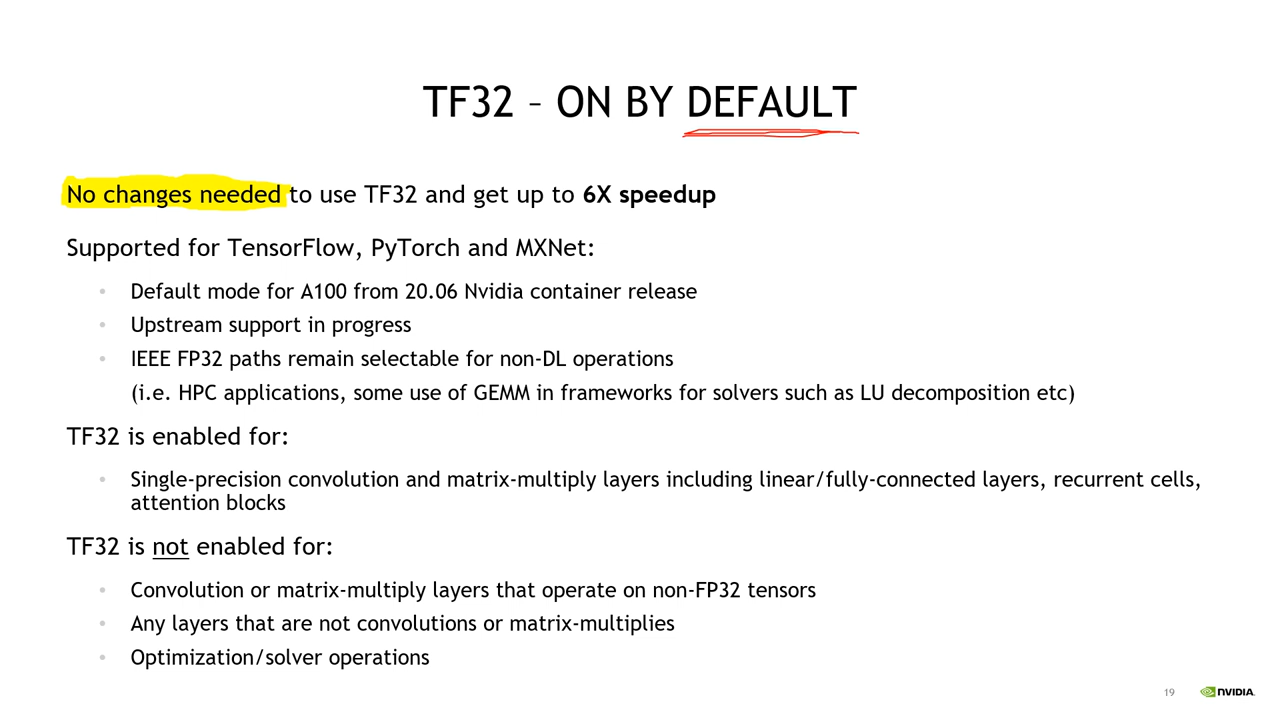 TF32 – ON BY DEFAULT
No changes needed to use TF32 and get up to 6X speedup
Supported for TensorFlow, PyTorch and MXNet:
• Default mode for A100 from 20.06 Nvidia container release
• Upstream support in progress
• IEEE FP32 paths remain selectable for non-DL operations
(i.e. HPC applications, some use of GEMM in frameworks for solvers such as LU decomposition etc)
TF32 is enabled for:
• Single-precision convolution and matrix-multiply layers including linear/fully-connected layers, recurrent cells,
attention blocks
TF32 is not enabled for:
• Convolution or matrix-multiply layers that operate on non-FP32 tensors
• Any layers that are not convolutions or matrix-multiplies
• Optimization/solver operations
19 NVIDIA.